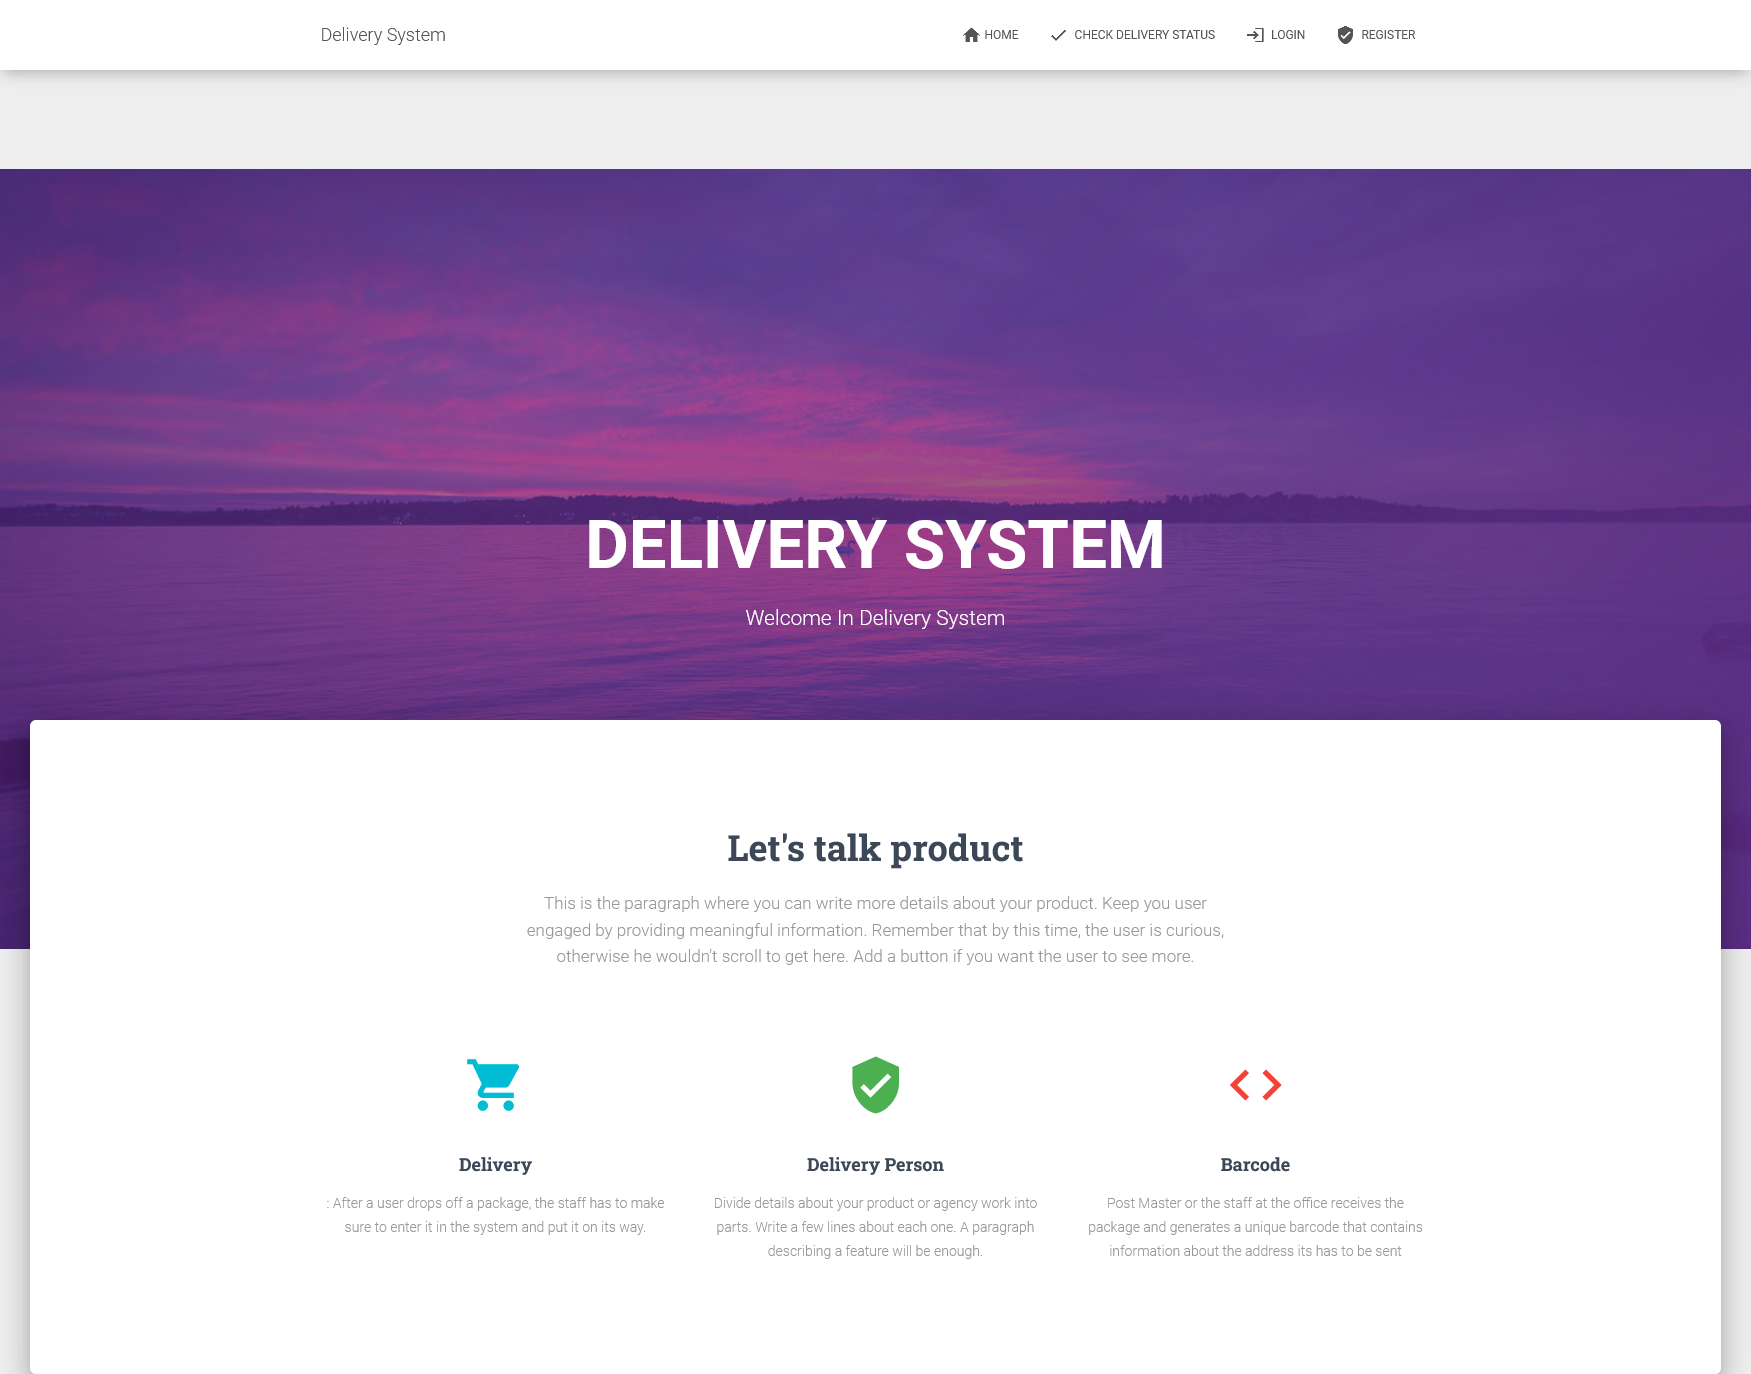 Delivery System
HOME
CHECK DELIVERY STATUS
LOGIN
REGISTER
DELIVERY SYSTEM
Welcome In Delivery System
Let's talk product
This is the paragraph where you can write more details about your product. Keep you user
engaged by providing meaningful information. Remember that by this time, the user is curious,
otherwise he wouldn't scroll to get here. Add a button if you want the user to see more.
Delivery
: After a user drops off a package, the staff has to make
sure to enter it in the system and put it on its way.
Delivery Person
Divide details about your product or agency work into
parts. Write a few lines about each one. A paragraph
describing a feature will be enough.
Barcode
Post Master or the staff at the office receives the
package and generates a unique barcode that contains
information about the address its has to be sent